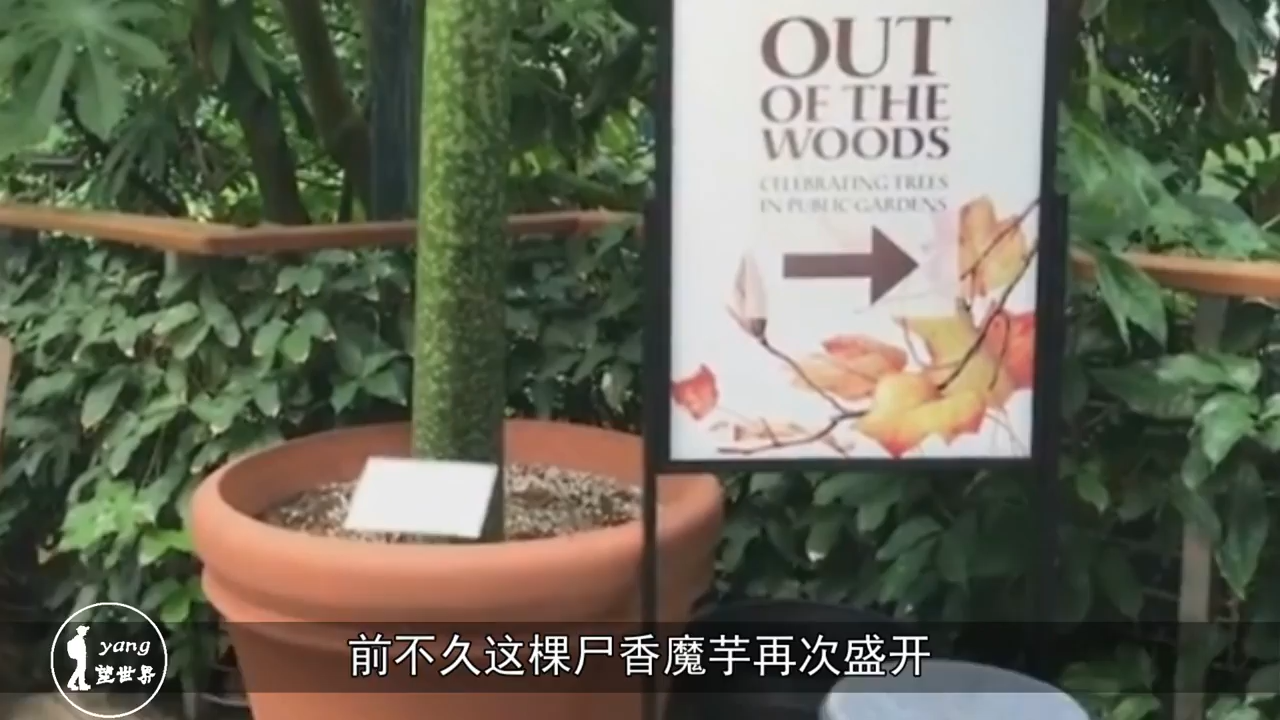 OUT
OF THE
WOODS
CELEBRATING TREES
IN PUBLIC GARDENS
前不久这棵尸香魔芋再次盛开
yang
望世界